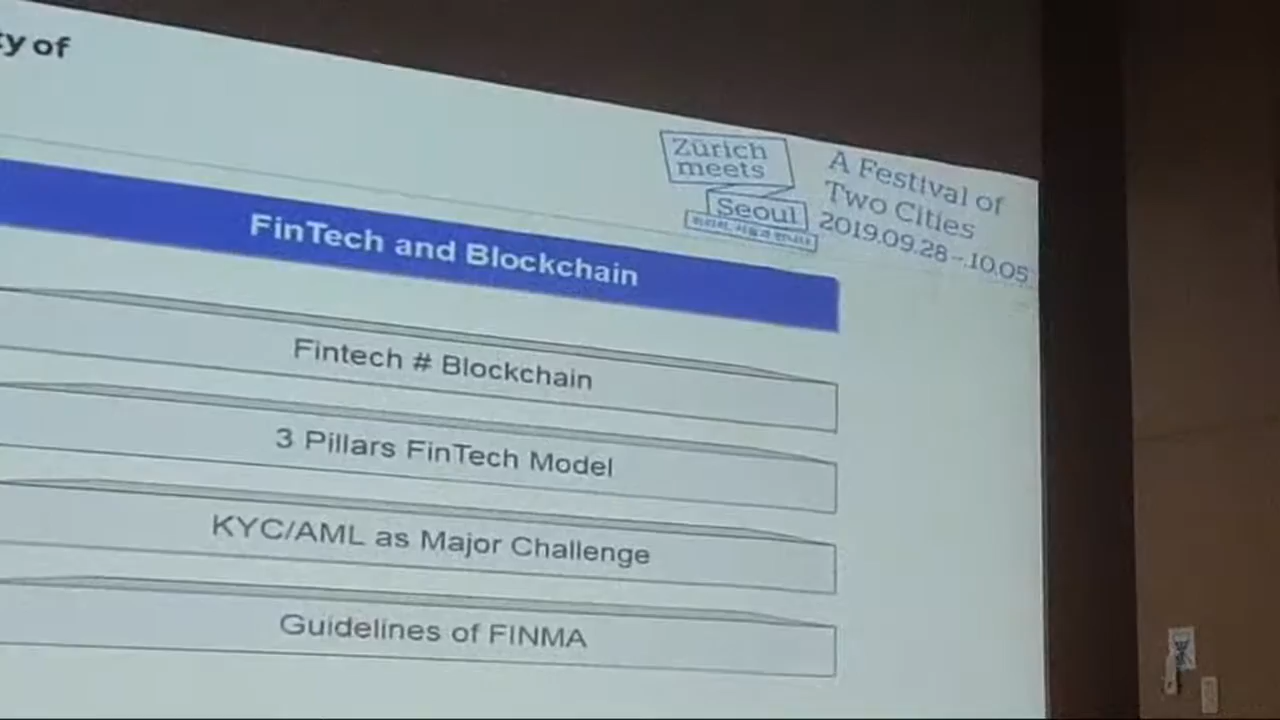 ty of
Zürich
meets
Seoul
A Festival of
Two Cities
2019.09.28–10.05
FinTech and Blockchain
Fintech # Blockchain
3 Pillars FinTech Model
KYC/AML as Major Challenge
Guidelines of FINMA